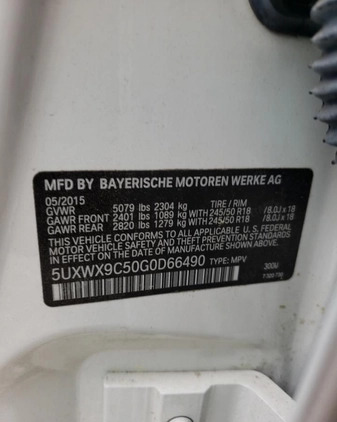 MFD BY BAYERISCHE MOTOREN WERKE AG
05/2015
GVWR 5079 lbs 2304 kg TIRE / RIM
GAWR FRONT 2401 lbs 1089 kg WITH 245/50 R18 / 8.0J x 18
GAWR REAR 2820 lbs 1279 kg WITH 245/50 R18 / 8.0J x 18
THIS VEHICLE CONFORMS TO ALL APPLICABLE U.S. FEDERAL
MOTOR VEHICLE SAFETY AND THEFT PREVENTION STANDARDS
IN EFFECT ON THE DATE OF MANUFACTURE SHOWN ABOVE.
5UXWX9C50G0D66490 TYPE: MPV
300